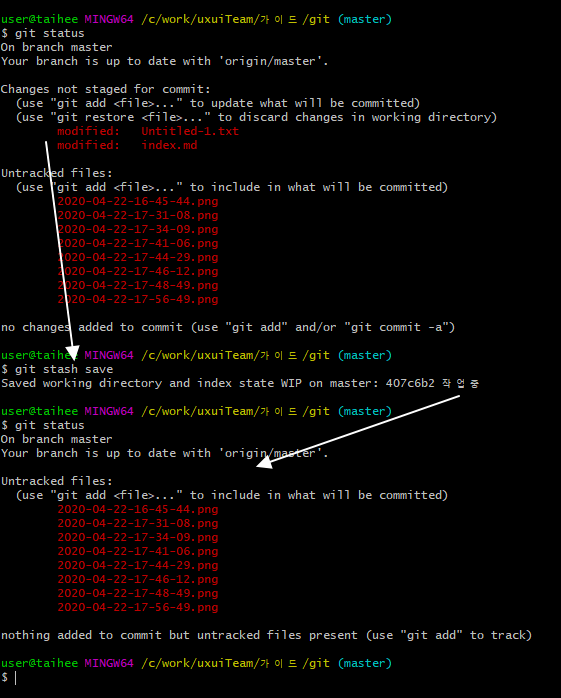 user@taihee MINGW64 /c/work/uxuiTeam/가이드/git (master)
$ git status
On branch master
Your branch is up to date with 'origin/master'.
Changes not staged for commit:
(use "git add <file>..." to update what will be committed)
(use "git restore <file>..." to discard changes in working directory)
modified: Untitled-1.txt
modified: index.md
Untracked files:
(use "git add <file>..." to include in what will be committed)
2020-04-22-16-45-44.png
2020-04-22-17-31-08.png
2020-04-22-17-34-09.png
2020-04-22-17-41-06.png
2020-04-22-17-44-29.png
2020-04-22-17-46-12.png
2020-04-22-17-48-49.png
2020-04-22-17-56-49.png
no changes added to commit (use "git add" and/or "git commit -a")
user@taihee MINGW64 /c/work/uxuiTeam/가이드/git (master)
$ git stash save
Saved working directory and index state WIP on master: 407c6b2 작업중
user@taihee MINGW64 /c/work/uxuiTeam/가이드/git (master)
$ git status
On branch master
Your branch is up to date with 'origin/master'.
Untracked files:
(use "git add <file>..." to include in what will be committed)
2020-04-22-16-45-44.png
2020-04-22-17-31-08.png
2020-04-22-17-34-09.png
2020-04-22-17-41-06.png
2020-04-22-17-44-29.png
2020-04-22-17-46-12.png
2020-04-22-17-48-49.png
2020-04-22-17-56-49.png
nothing added to commit but untracked files present (use "git add" to track)
user@taihee MINGW64 /c/work/uxuiTeam/가이드/git (master)
$